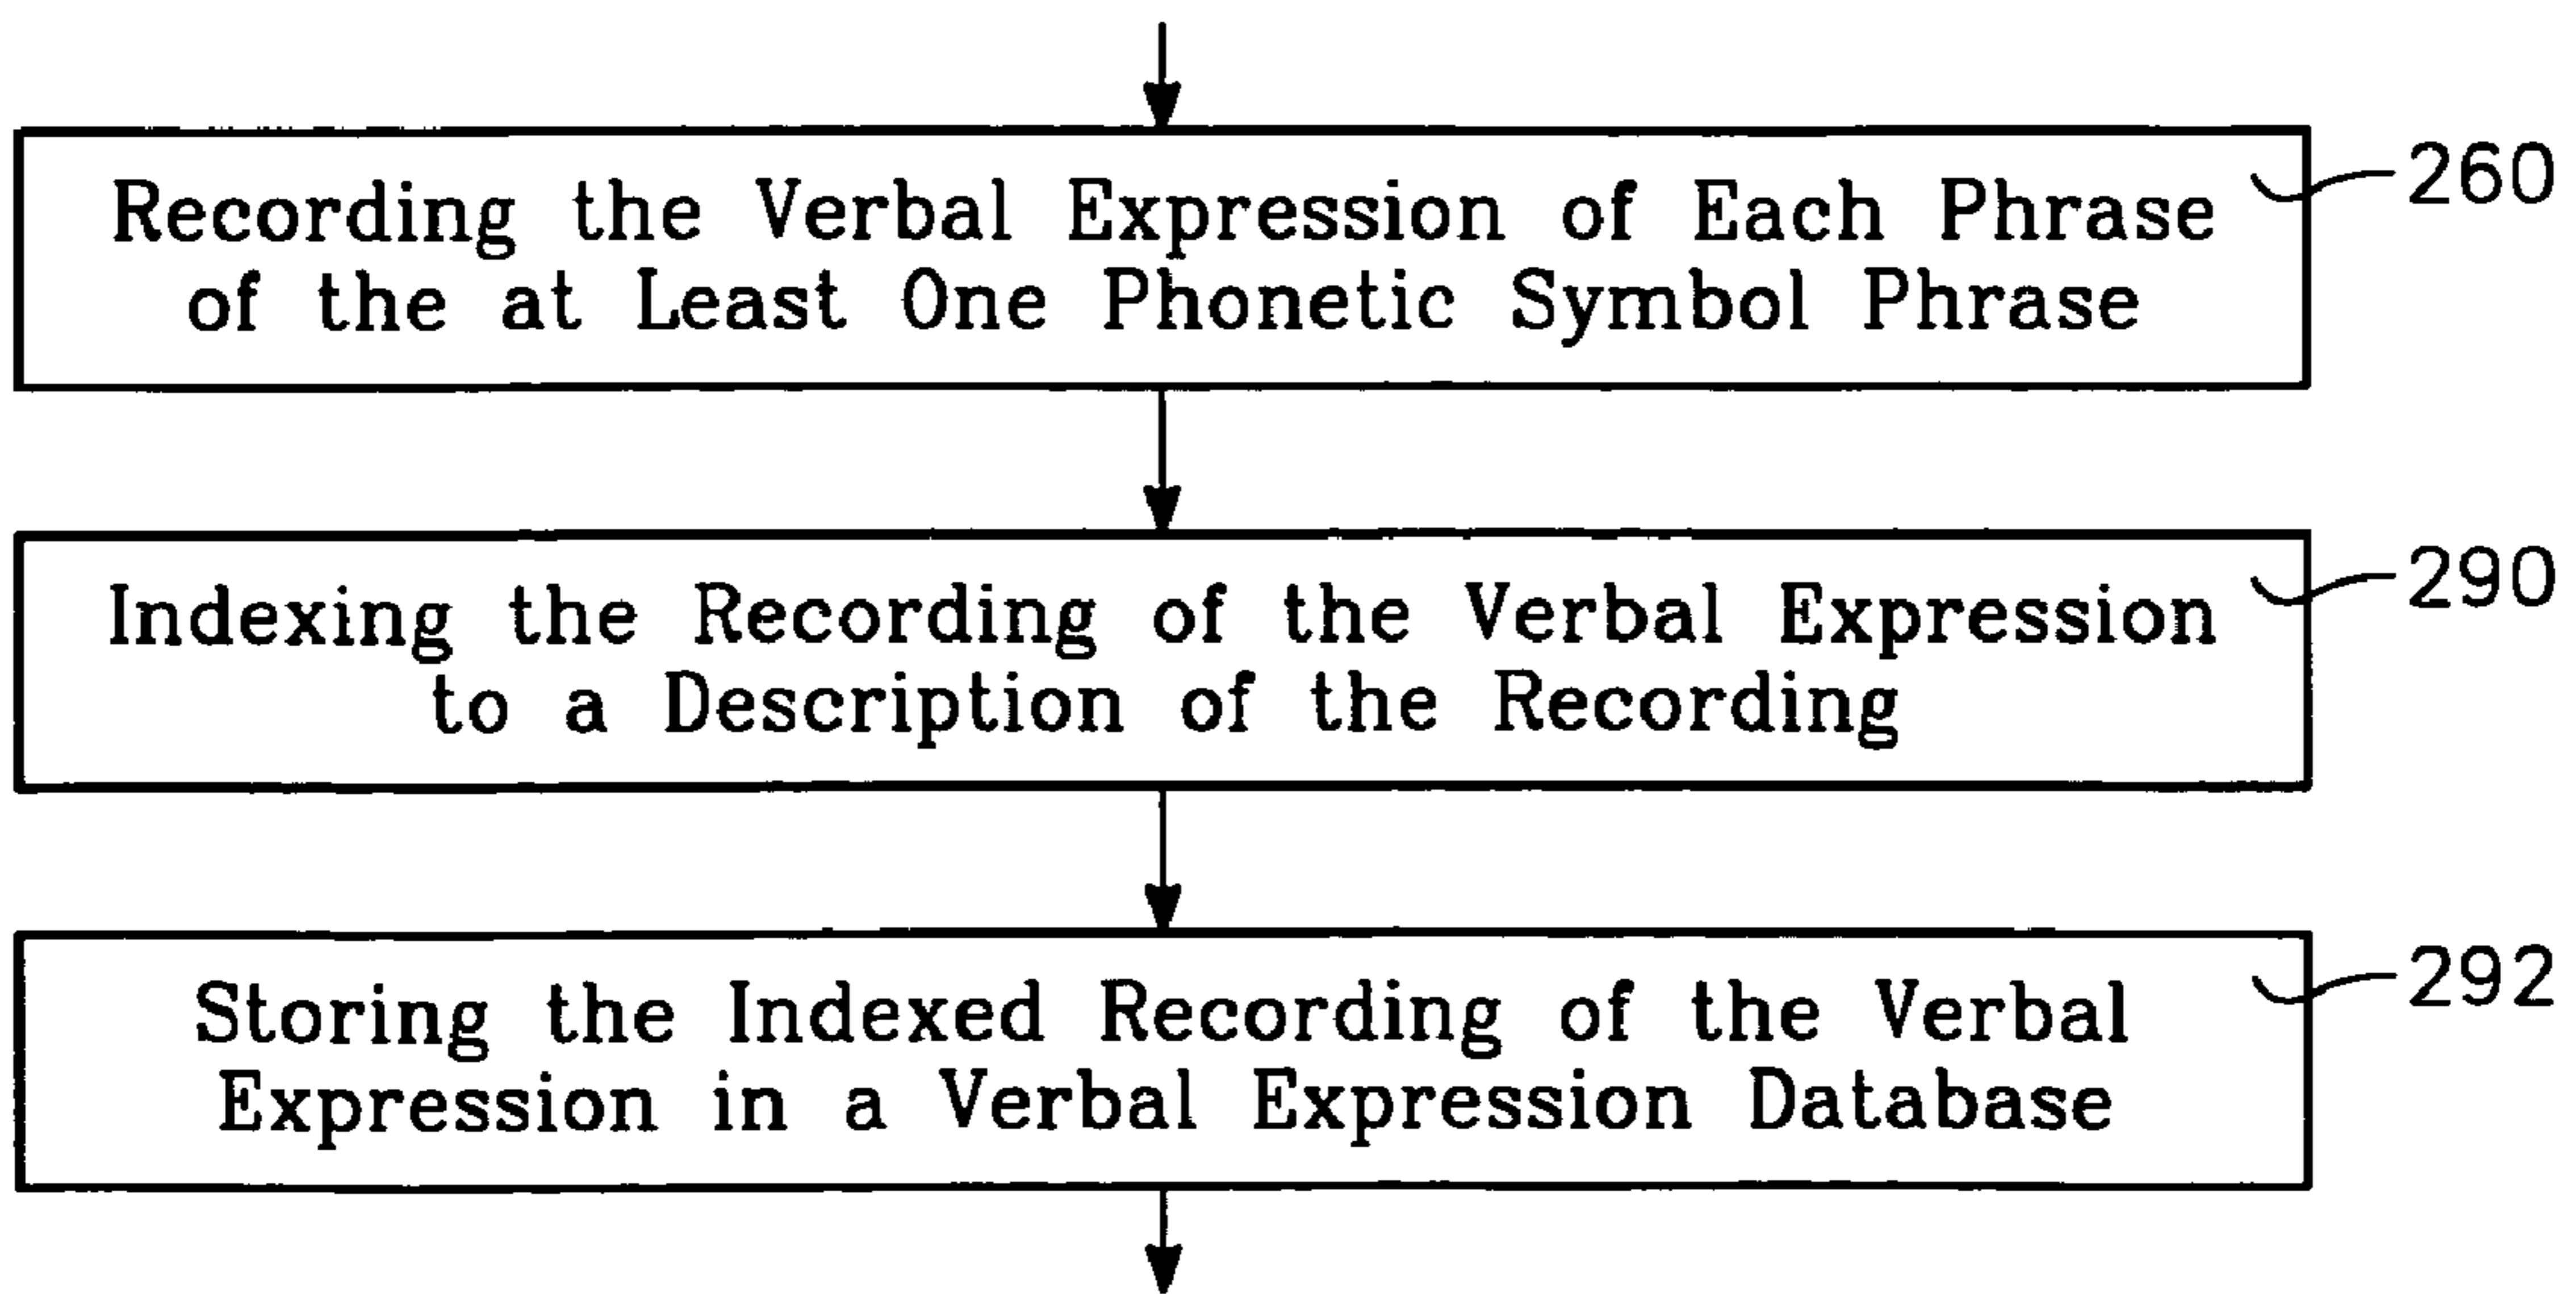 Recording the Verbal Expression of Each Phrase
of the at Least One Phonetic Symbol Phrase
260
Indexing the Recording of the Verbal Expression
to a Description of the Recording
290
Storing the Indexed Recording of the Verbal
Expression in a Verbal Expression Database
292